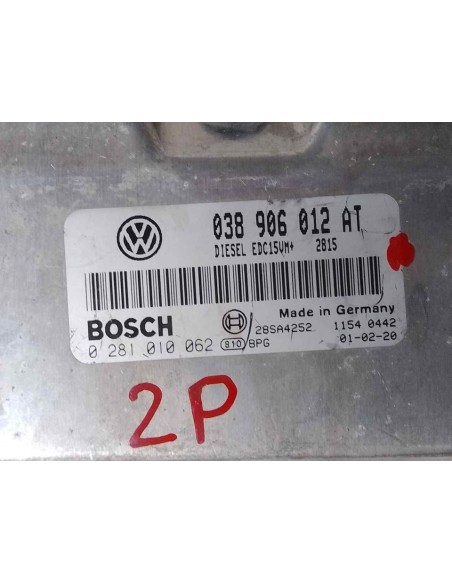 038 906 012 AT
DIESEL EDC15VM+ 2815
Made in Germany
BOSCH 28SA4252 1154 0442
0 281 010 062 810 BPG 01-02-20
2P